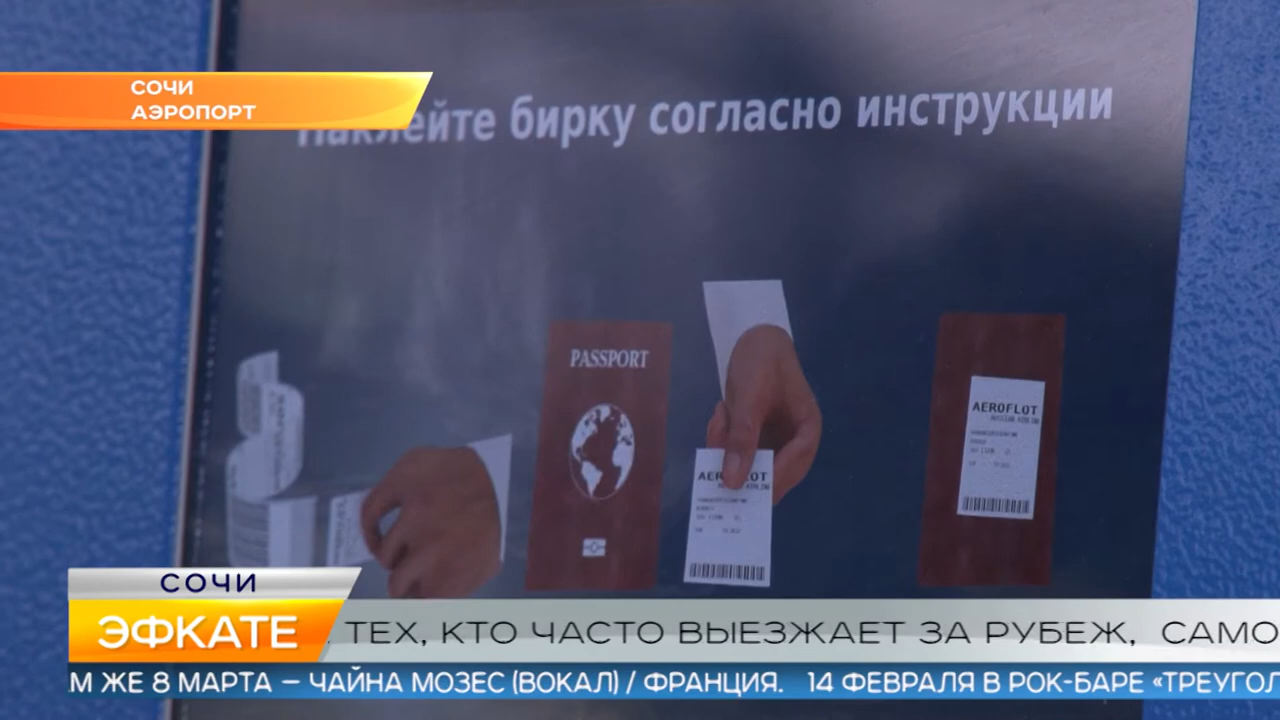 СОЧИ
АЭРОПОРТ
Наклейте бирку согласно инструкции
PASSPORT
AEROFLOT
AEROFLOT
СОЧИ
ЭФКАТЕ
ТЕХ, КТО ЧАСТО ВЫЕЗЖАЕТ ЗА РУБЕЖ, САМО
М ЖЕ 8 МАРТА – ЧАЙНА МОЗЕС (ВОКАЛ) / ФРАНЦИЯ. 14 ФЕВРАЛЯ В РОК-БАРЕ «ТРЕУГОЛ